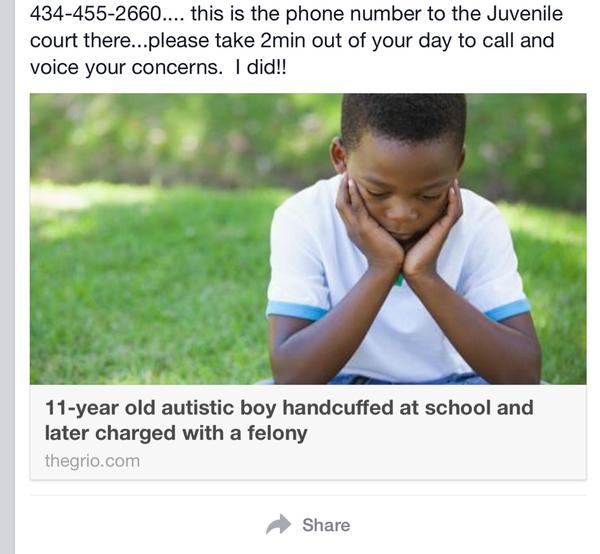 434-455-2660.... this is the phone number to the Juvenile
court there...please take 2min out of your day to call and
voice your concerns.  I did!!
11-year old autistic boy handcuffed at school and
later charged with a felony
thegrio.com
Share